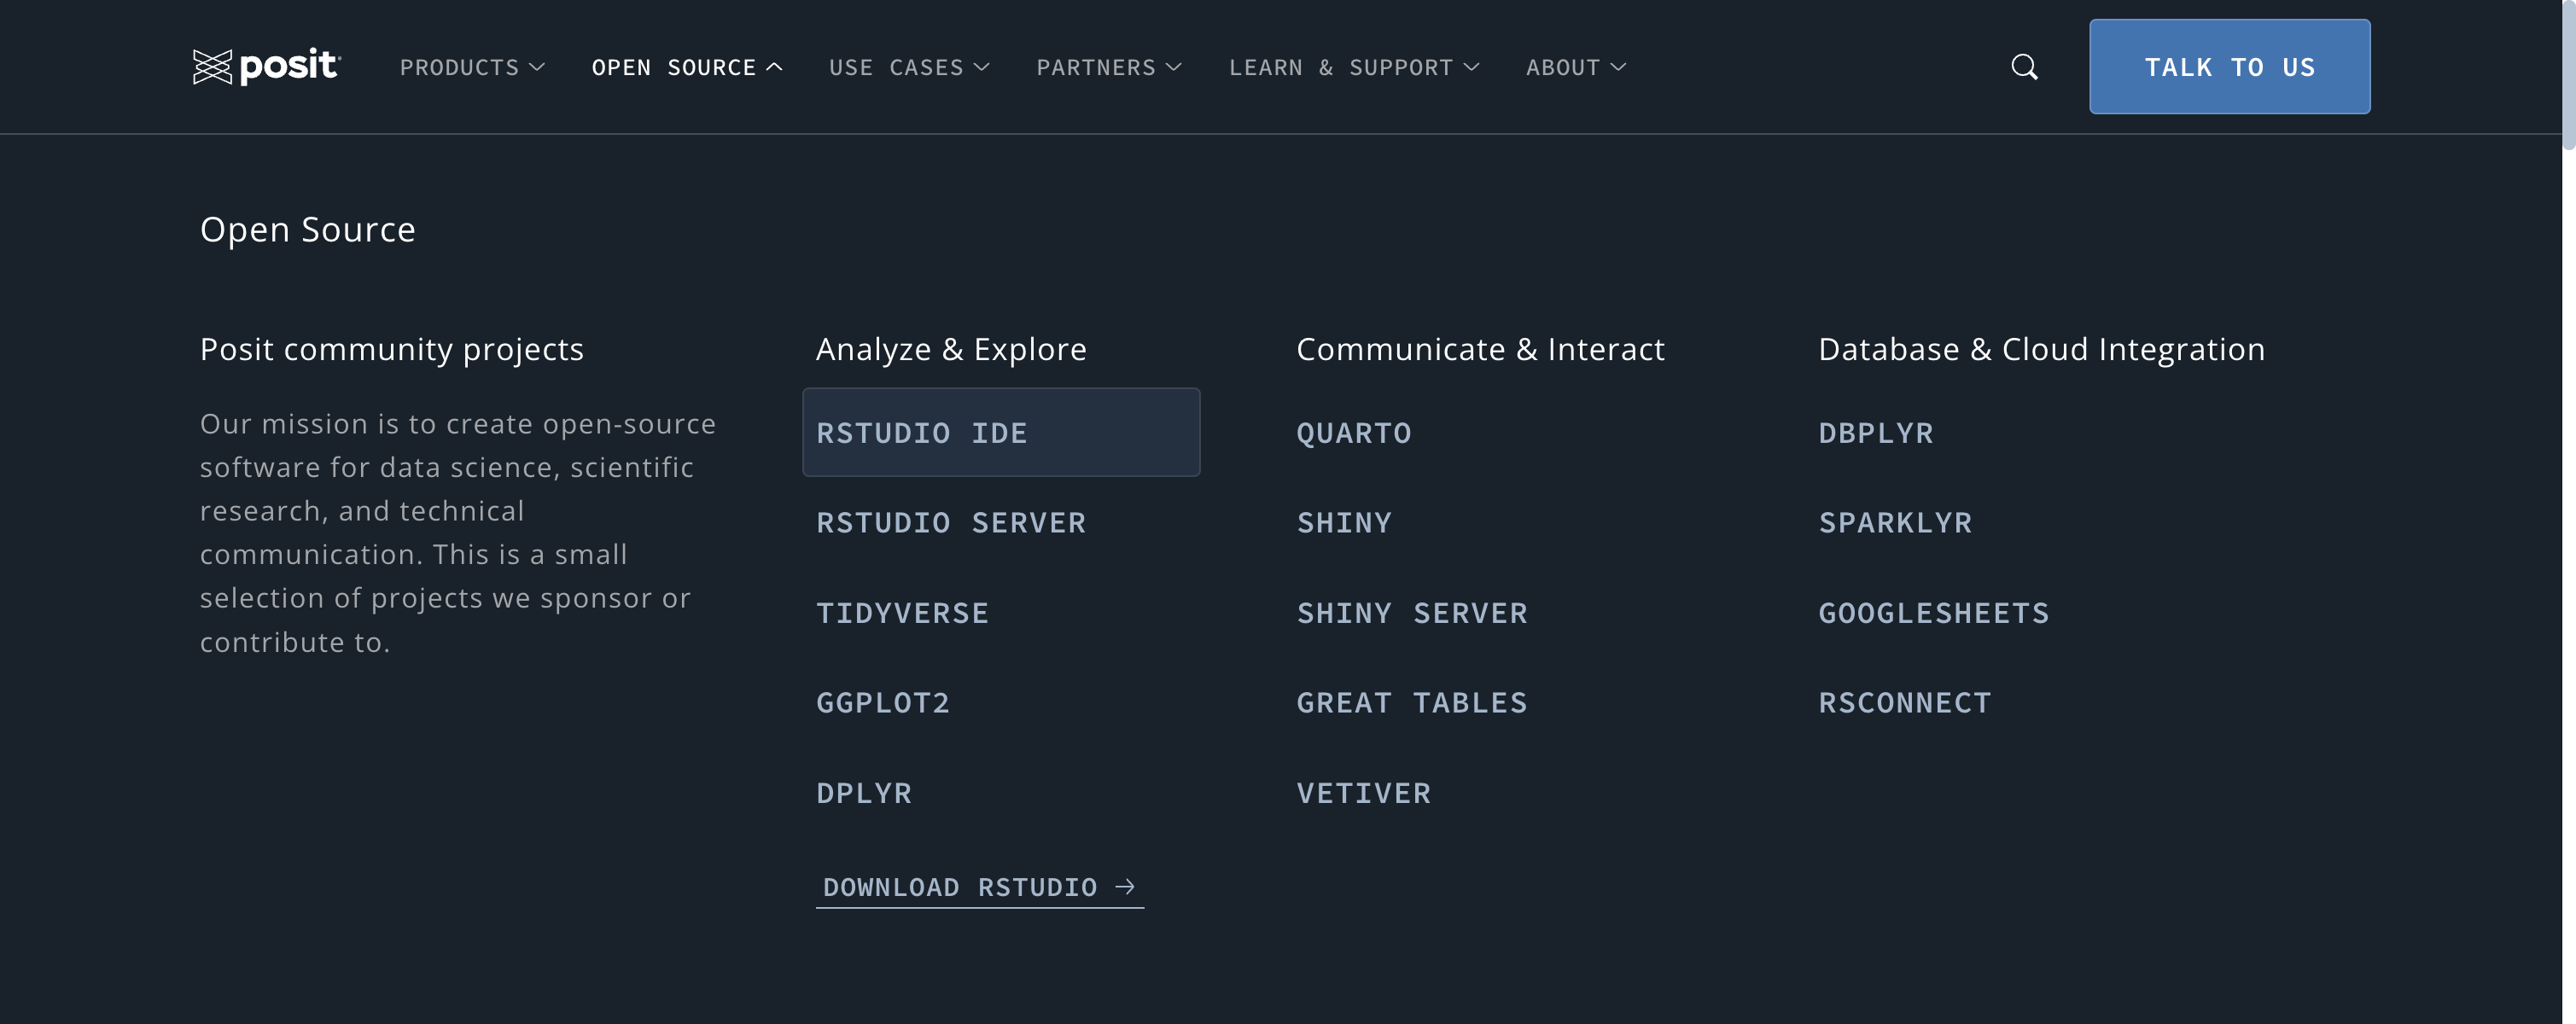 posit
PRODUCTS
OPEN SOURCE
USE CASES
PARTNERS
LEARN & SUPPORT
ABOUT
TALK TO US
Open Source
Posit community projects
Our mission is to create open-source
software for data science, scientific
research, and technical
communication. This is a small
selection of projects we sponsor or
contribute to.
Analyze & Explore
RSTUDIO IDE
RSTUDIO SERVER
TIDYVERSE
GGPLOT2
DPLYR
DOWNLOAD RSTUDIO →
Communicate & Interact
QUARTO
SHINY
SHINY SERVER
GREAT TABLES
VETIVER
Database & Cloud Integration
DBPLYR
SPARKLYR
GOOGLESHEETS
RSCONNECT